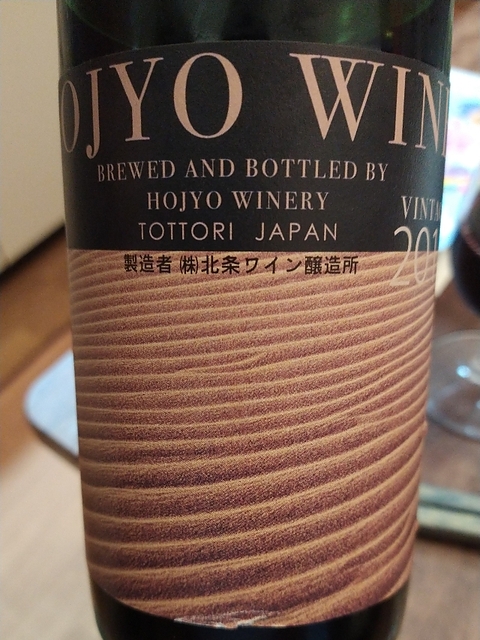 OJYO WIN
BREWED AND BOTTLED BY
HOJYO WINERY
TOTTORI JAPAN
VINTA
201
製造者 ㈱北条ワイン醸造所